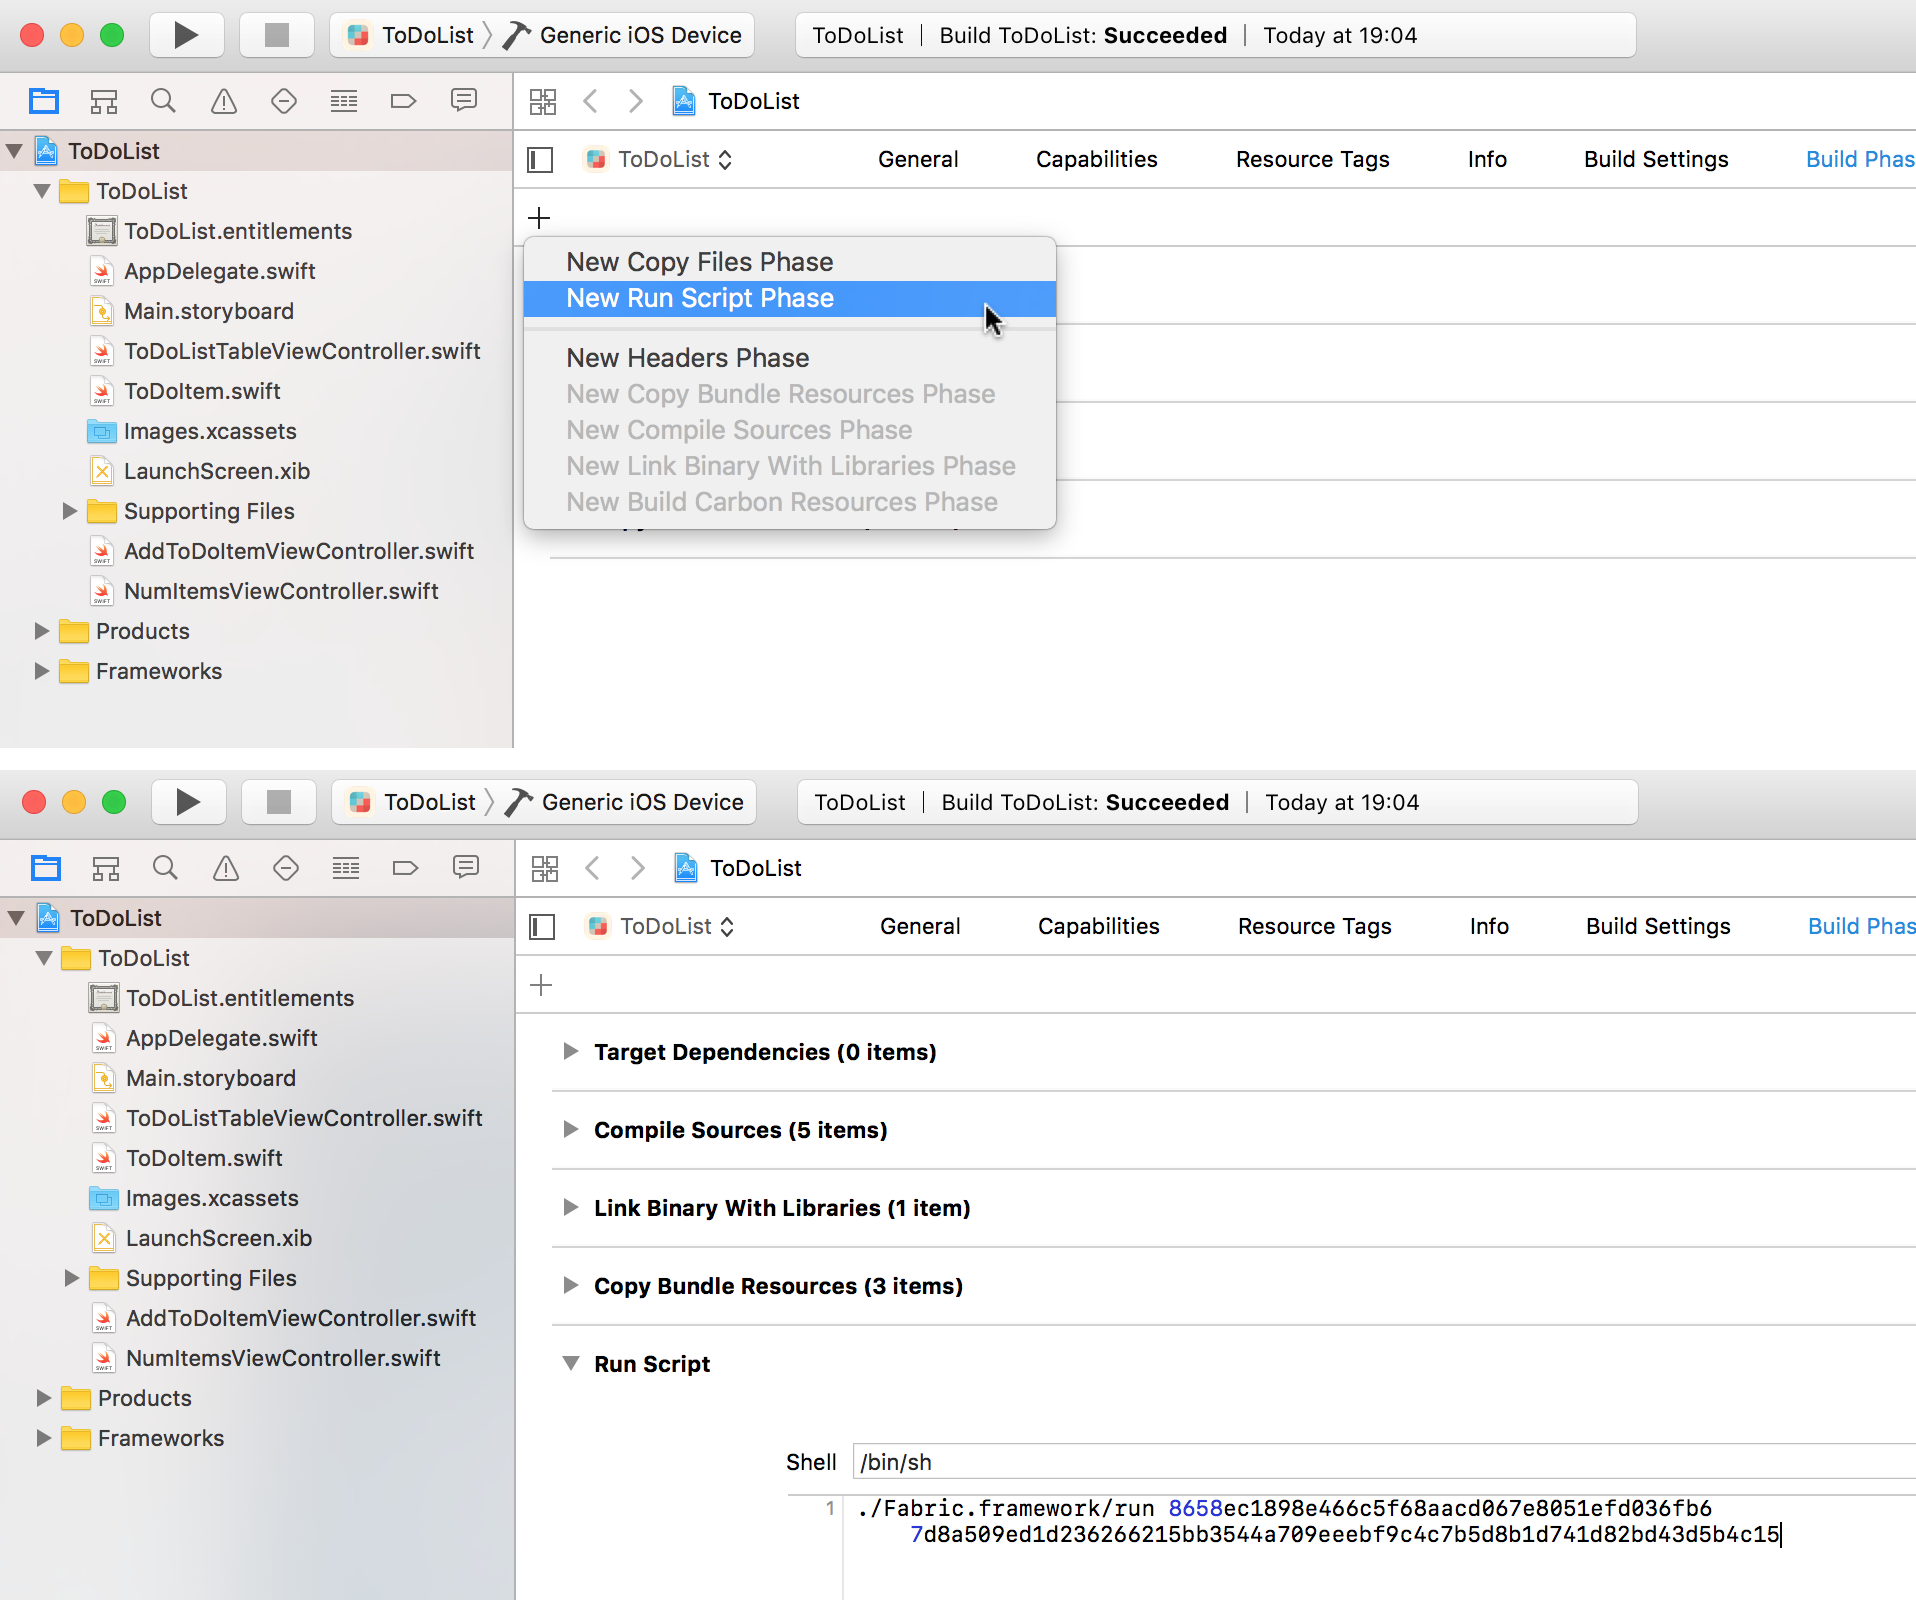 ToDoList Generic iOS Device ToDoList Build ToDoList: Succeeded Today at 19:04
ToDoList
ToDoList
ToDoList General Capabilities Resource Tags Info Build Settings Build Phas
ToDoList
ToDoList.entitlements
AppDelegate.swift
Main.storyboard
ToDoListTableViewController.swift
ToDoItem.swift
Images.xcassets
LaunchScreen.xib
Supporting Files
AddToDoItemViewController.swift
NumItemsViewController.swift
Products
Frameworks
New Copy Files Phase
New Run Script Phase
New Headers Phase
New Copy Bundle Resources Phase
New Compile Sources Phase
New Link Binary With Libraries Phase
New Build Carbon Resources Phase
ToDoList Generic iOS Device ToDoList Build ToDoList: Succeeded Today at 19:04
ToDoList
ToDoList
ToDoList General Capabilities Resource Tags Info Build Settings Build Phas
ToDoList
ToDoList.entitlements
AppDelegate.swift
Main.storyboard
ToDoListTableViewController.swift
ToDoItem.swift
Images.xcassets
LaunchScreen.xib
Supporting Files
AddToDoItemViewController.swift
NumItemsViewController.swift
Products
Frameworks
Target Dependencies (0 items)
Compile Sources (5 items)
Link Binary With Libraries (1 item)
Copy Bundle Resources (3 items)
Run Script
Shell /bin/sh
1 ./Fabric.framework/run 8658ec1898e466c5f68aacd067e8051efd036fb6
7d8a509ed1d236266215bb3544a709eeebf9c4c7b5d8b1d741d82bd43d5b4c15